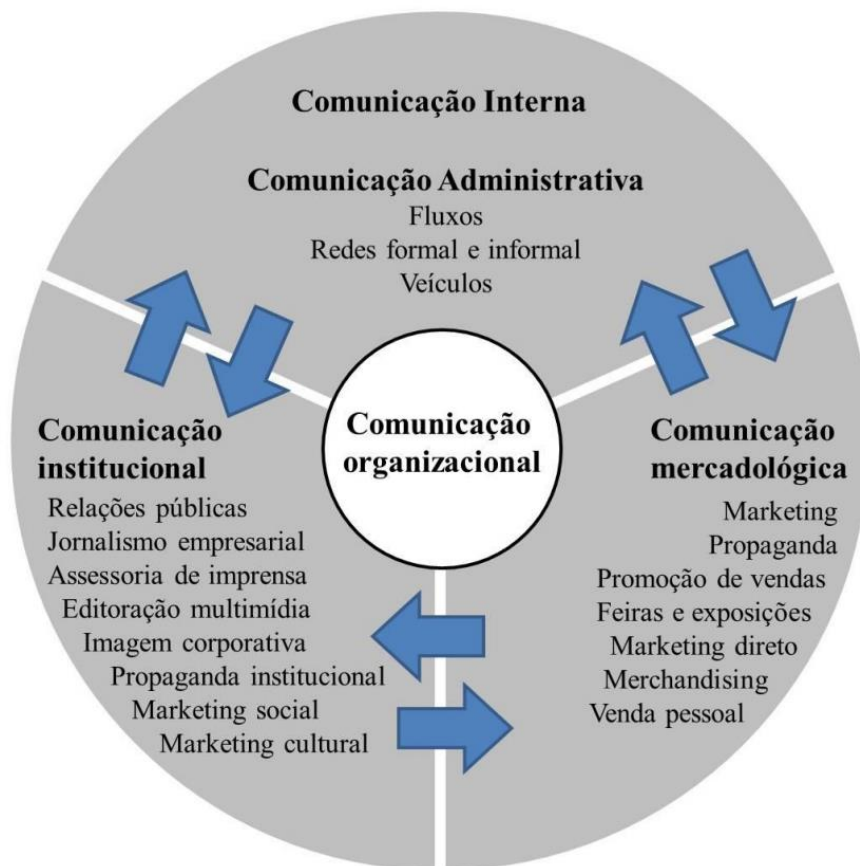 Comunicação Interna
Comunicação Administrativa
Fluxos
Redes formal e informal
Veículos
Comunicação
organizacional
Comunicação
institucional
Relações públicas
Jornalismo empresarial
Assessoria de imprensa
Editoração multimídia
Imagem corporativa
Propaganda institucional
Marketing social
Marketing cultural
Comunicação
mercadológica
Marketing
Propaganda
Promoção de vendas
Feiras e exposições
Marketing direto
Merchandising
Venda pessoal